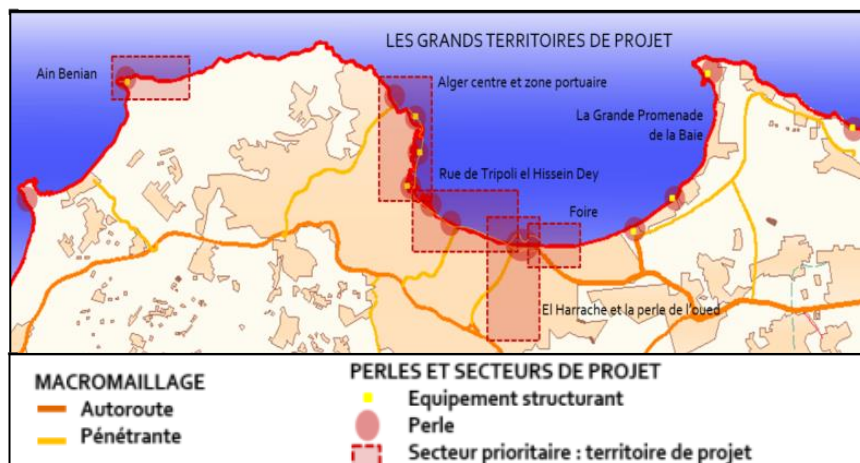 LES GRANDS TERRITOIRES DE PROJET
Ain Benian
Alger centre et zone portuaire
La Grande Promenade
de la Baie
Rue de Tripoli el Hissein Dey
Foire
El Harrache et la perle de l'oued
MACROMAILLAGE
Autoroute
Pénétrante
PERLES ET SECTEURS DE PROJET
Equipement structurant
Perle
Secteur prioritaire : territoire de projet